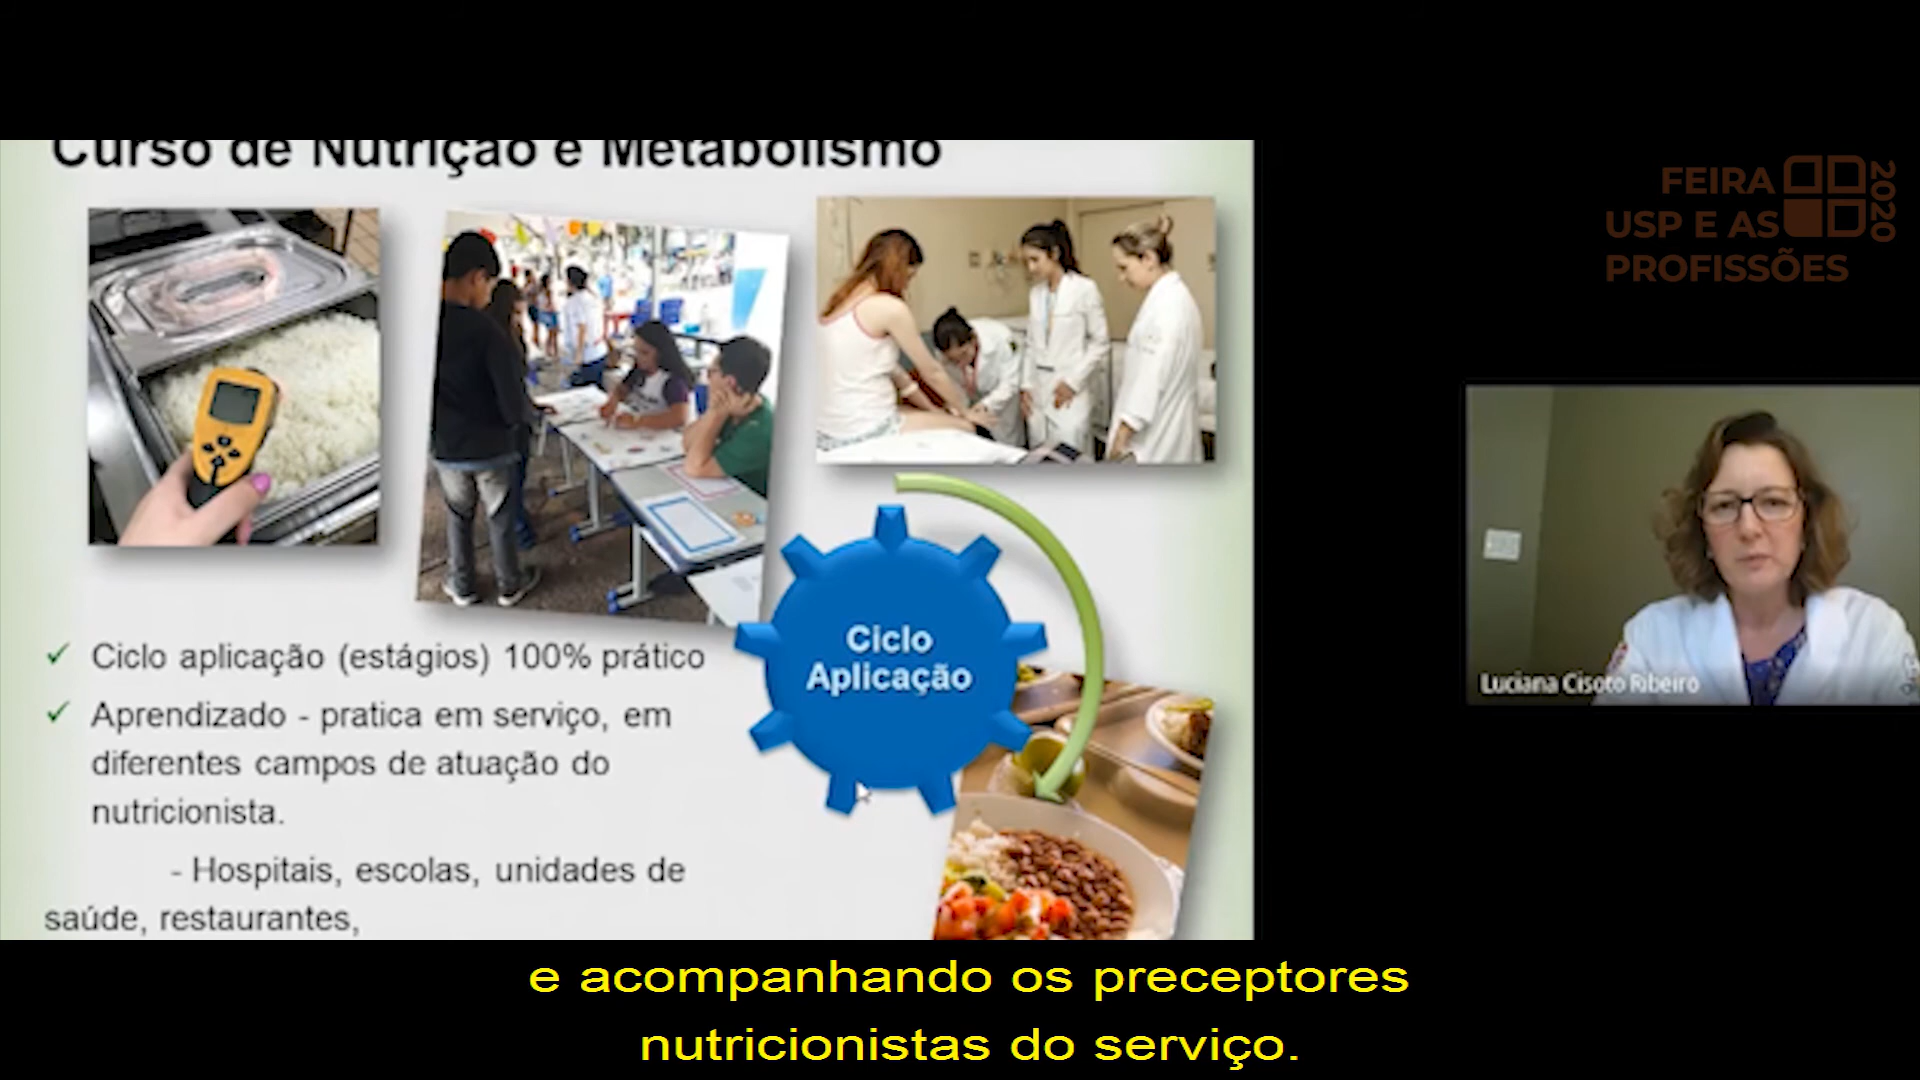 Curso de Nutrição e Metabolismo
FEIRA
USP E AS
PROFISSÕES
2020
Ciclo
Aplicação
✓ Ciclo aplicação (estágios) 100% prático
✓ Aprendizado - pratica em serviço, em
diferentes campos de atuação do
nutricionista.
- Hospitais, escolas, unidades de
saúde, restaurantes,
Luciana Cisoto Ribeiro
e acompanhando os preceptores
nutricionistas do serviço.